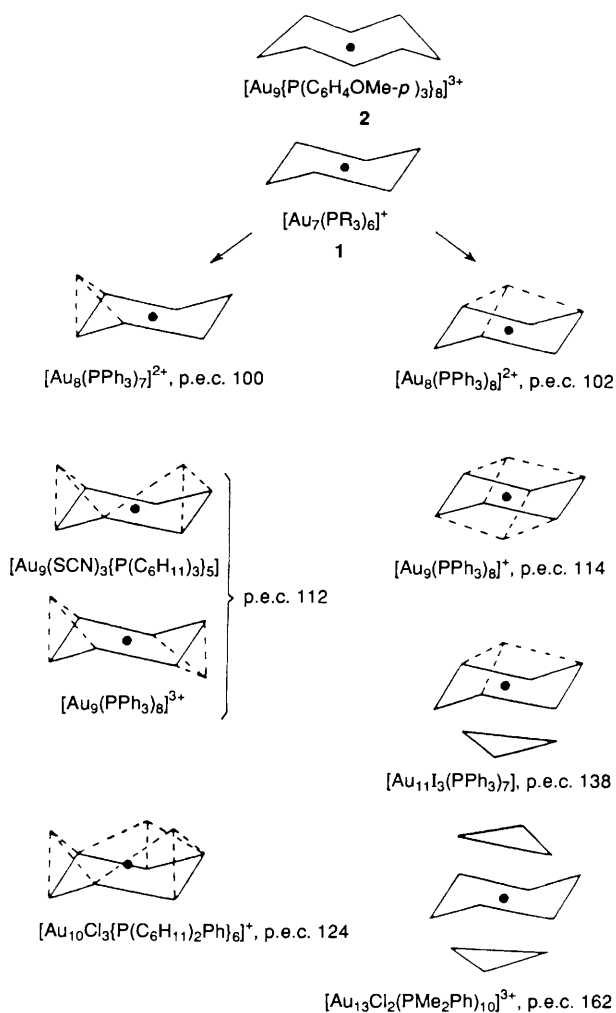 [Au₉{P(C₆H₄OMe-p)₃}₈]³⁺
2
[Au₇(PR₃)₆]⁺
1
[Au₈(PPh₃)₇]²⁺, p.e.c. 100
[Au₈(PPh₃)₈]²⁺, p.e.c. 102
[Au₉(SCN)₃{P(C₆H₁₁)₃}₅]
p.e.c. 112
[Au₉(PPh₃)₈]³⁺
[Au₉(PPh₃)₈]⁺, p.e.c. 114
[Au₁₁I₃(PPh₃)₇], p.e.c. 138
[Au₁₀Cl₃{P(C₆H₁₁)₂Ph}₆]⁺, p.e.c. 124
[Au₁₃Cl₂(PMe₂Ph)₁₀]³⁺, p.e.c. 162